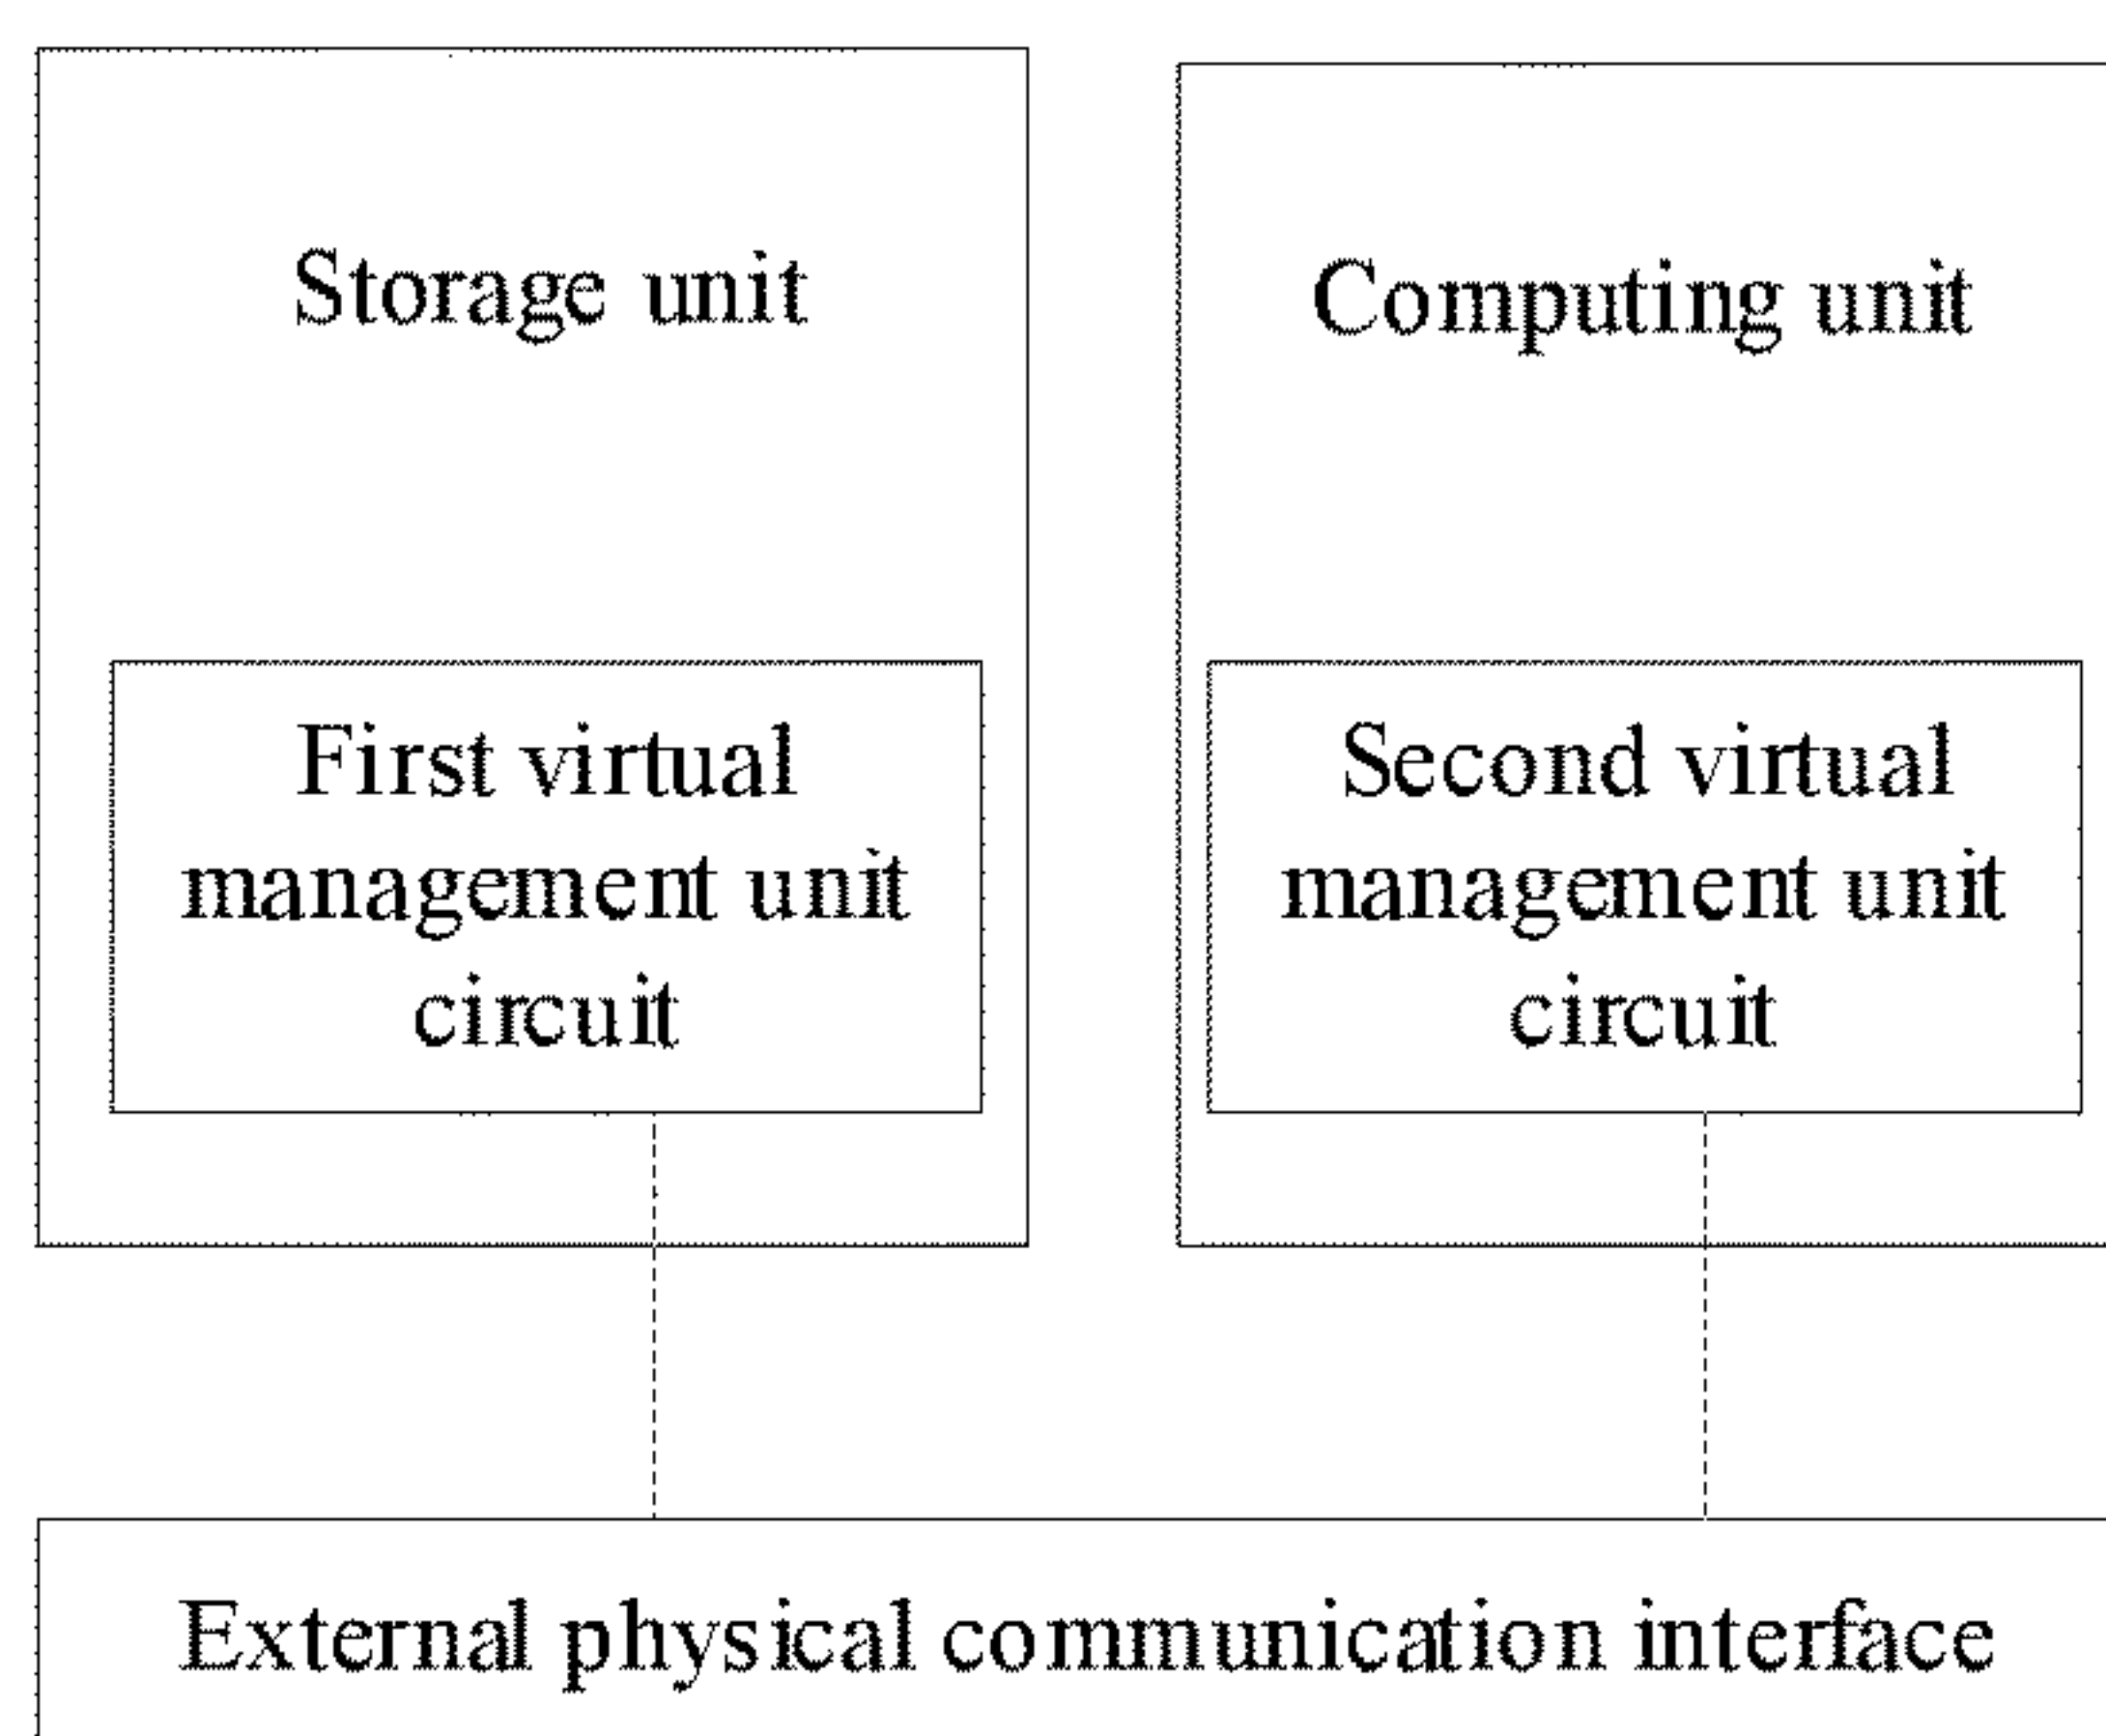 Storage unit
Computing unit
First virtual
management unit
circuit
Second virtual
management unit
circuit
External physical communication interface